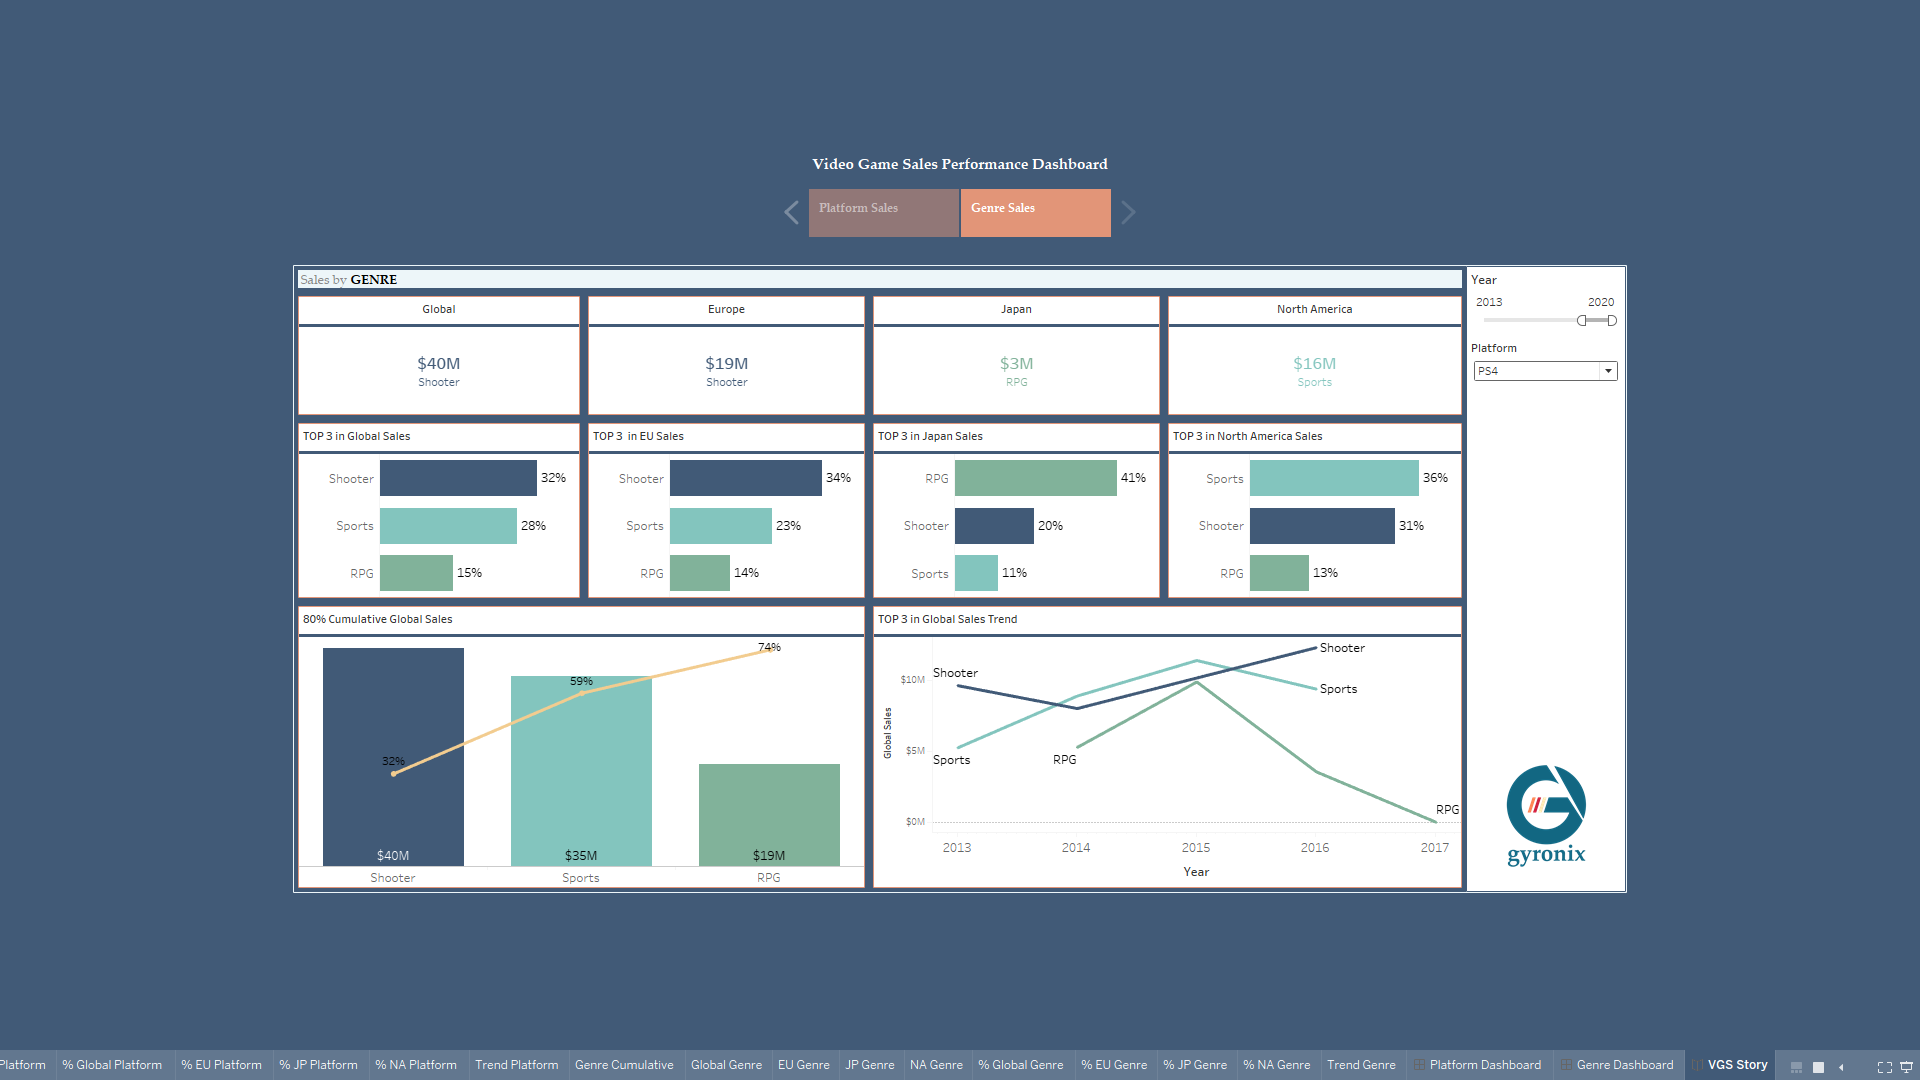 Video Game Sales Performance Dashboard
Platform Sales
Genre Sales
Sales by GENRE
Global
Europe
Japan
North America
$40M
Shooter
$19M
Shooter
$3M
RPG
$16M
Sports
TOP 3 in Global Sales
Shooter 32%
Sports 28%
RPG 15%
TOP 3  in EU Sales
Shooter 34%
Sports 23%
RPG 14%
TOP 3 in Japan Sales
RPG 41%
Shooter 20%
Sports 11%
TOP 3 in North America Sales
Sports 36%
Shooter 31%
RPG 13%
80% Cumulative Global Sales
74%
59%
32%
$40M
$35M
$19M
Shooter
Sports
RPG
TOP 3 in Global Sales Trend
Global Sales
$10M
$5M
$0M
Shooter
Sports
RPG
Shooter
Sports
RPG
2013
2014
2015
2016
2017
Year
Year
2013
2020
Platform
PS4
gyronix
Platform
% Global Platform
% EU Platform
% JP Platform
% NA Platform
Trend Platform
Genre Cumulative
Global Genre
EU Genre
JP Genre
NA Genre
% Global Genre
% EU Genre
% JP Genre
% NA Genre
Trend Genre
Platform Dashboard
Genre Dashboard
VGS Story